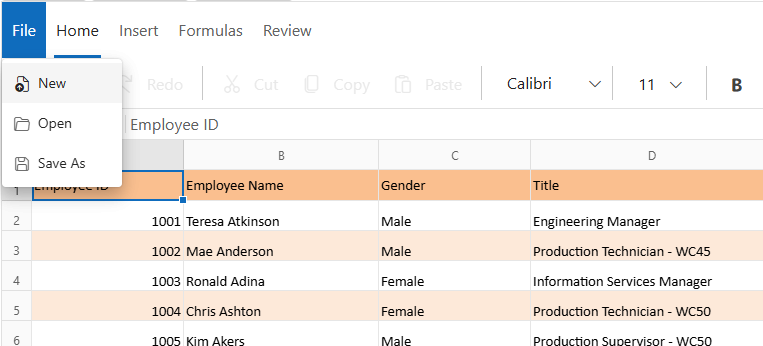 File Home Insert Formulas Review
New Redo Cut Copy Paste Calibri 11 B
Open Employee ID
Save As B C D
1 Employee ID Employee Name Gender Title
2 1001 Teresa Atkinson Male Engineering Manager
3 1002 Mae Anderson Male Production Technician - WC45
4 1003 Ronald Adina Female Information Services Manager
5 1004 Chris Ashton Female Production Technician - WC50
6 1005 Kim Akers Male Production Supervisor - WC50